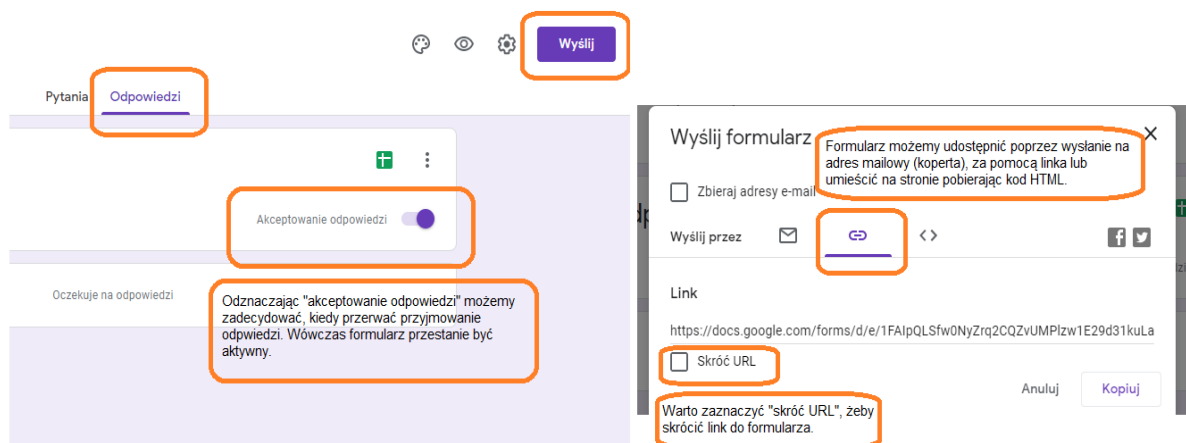 Wyślij
Pytania
Odpowiedzi
Akceptowanie odpowiedzi
Oczekuje na odpowiedzi
Odznaczając "akceptowanie odpowiedzi" możemy
zadecydować, kiedy przerwać przyjmowanie
odpwiedzi. Wówczas formularz przestanie być
aktywny.
Wyślij formularz
Formularz możemy udostępnić poprzez wysłanie na
adres mailowy (koperta), za pomocą linka lub
umieścić na stronie pobierając kod HTML.
Zbieraj adresy e-mail
Wyślij przez
Link
https://docs.google.com/forms/d/e/1FAIpQLSfw0NyZrq2CQZvUMPlzw1E29d31kuLa
Skróć URL
Anuluj
Kopiuj
Warto zaznaczyć "skróć URL", żeby
skrócić link do formularza.